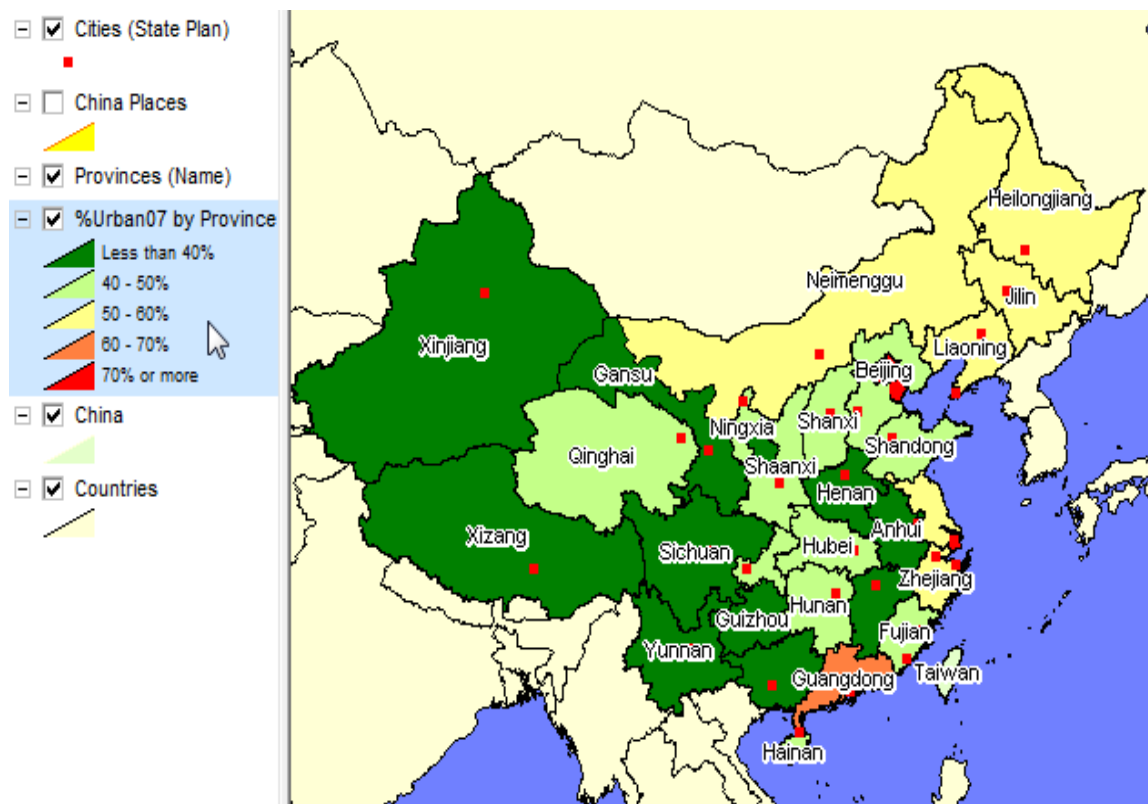 Cities (State Plan)
China Places
Provinces (Name)
%Urban07 by Province
Less than 40%
40 - 50%
50 - 60%
60 - 70%
70% or more
China
Countries
Heilongjiang
Neimenggu
Jilin
Liaoning
Xinjiang
Gansu
Beijing
Ningxia
Shanxi
Shandong
Qinghai
Shaanxi
Henan
Xizang
Sichuan
Hubei
Anhui
Zhejiang
Hunan
Guizhou
Fujian
Yunnan
Guangdong
Taiwan
Hainan